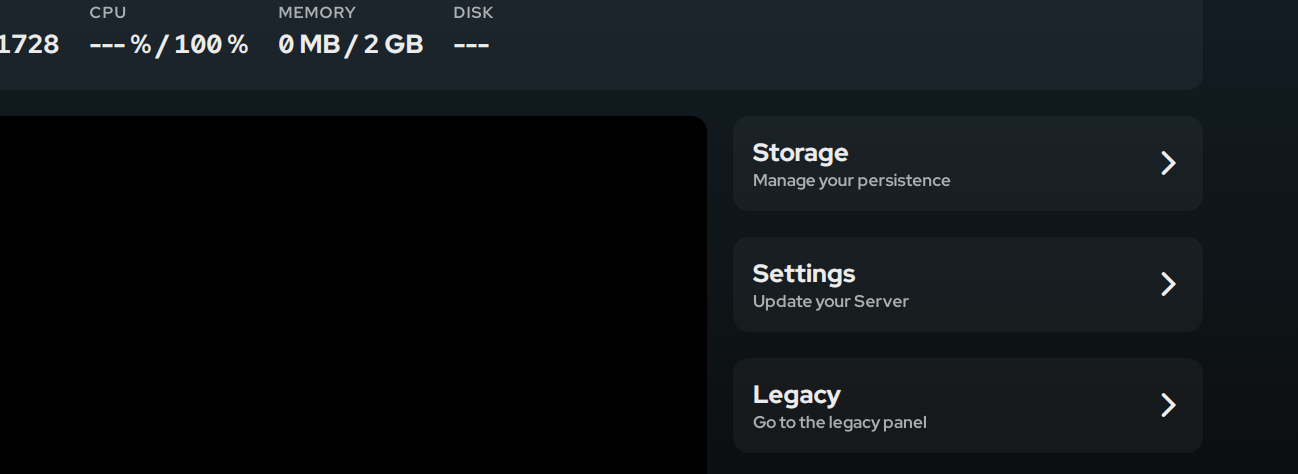 CPU MEMORY DISK
1728 --- % / 100 % 0 MB / 2 GB ---
Storage
Manage your persistence
Settings
Update your Server
Legacy
Go to the legacy panel